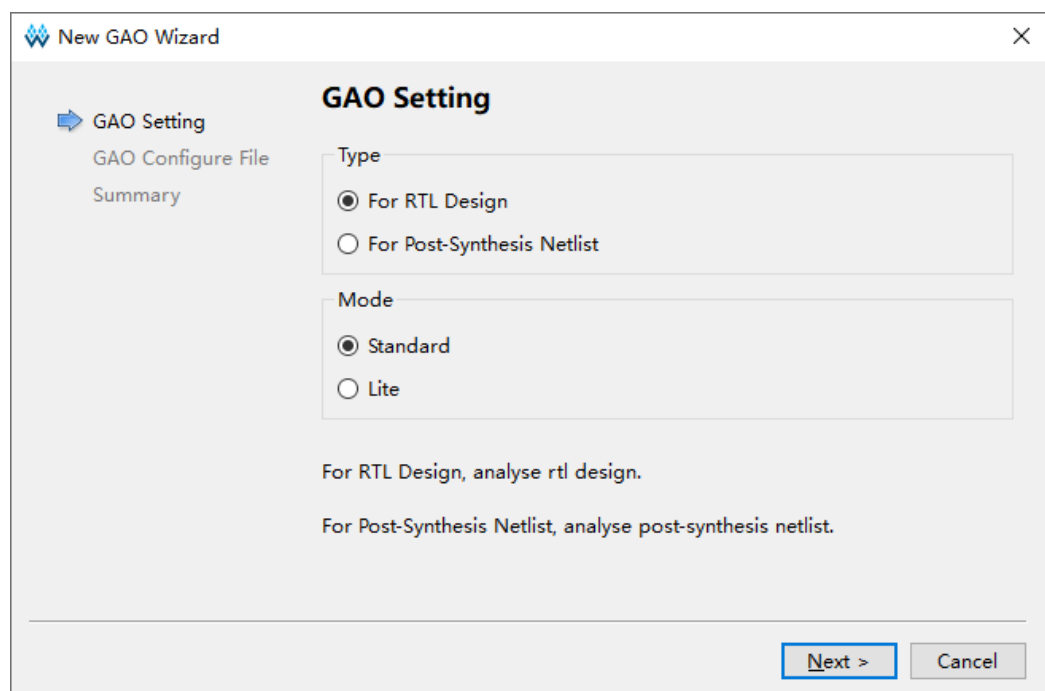 New GAO Wizard
GAO Setting
GAO Configure File
Summary
GAO Setting
Type
For RTL Design
For Post-Synthesis Netlist
Mode
Standard
Lite
For RTL Design, analyse rtl design.
For Post-Synthesis Netlist, analyse post-synthesis netlist.
Next >
Cancel